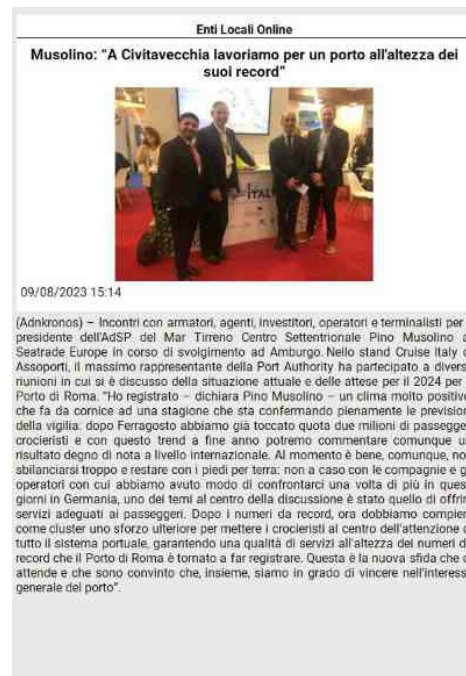 Enti Locali Online
Musolino: “A Civitavecchia lavoriamo per un porto all'altezza dei
suoi record”
ITAL
09/08/2023 15:14
(Adnkronos) – Incontri con armatori, agenti, investitori, operatori e terminalisti per
presidente dell'AdSP del Mar Tirreno Centro Settentrionale Pino Musolino
Seatrade Europe in corso di svolgimento ad Amburgo. Nello stand Cruise Italy
Assoporti, il massimo rappresentante della Port Authority ha partecipato a
riunioni in cui si è discusso della situazione attuale e delle attese per il 2024 per
Porto di Roma. “Ho registrato – dichiara Pino Musolino – un clima molto
che fa da cornice ad una stagione che sta confermando pienamente le
della vigilia: dopo Ferragosto abbiamo già toccato quota due milioni di
crocieristi e con questo trend a fine anno potremo commentare comunque
risultato degno di nota a livello internazionale. Al momento è bene, comunque,
sbilanciarsi troppo e restare con i piedi per terra: non a caso con le compagnie e
operatori con cui abbiamo avuto modo di confrontarci una volta di più in
giorni in Germania, uno dei temi al centro della discussione è stato quello di
servizi adeguati ai passeggeri. Dopo i numeri da record, ora dobbiamo
come cluster uno sforzo ulteriore per mettere i crocieristi al centro dell'attenzione
tutto il sistema portuale, garantendo una qualità di servizi all'altezza dei numeri
record che il Porto di Roma è tornato a far registrare. Questa è la nuova sfida che
attende e che sono convinto che, insieme, siamo in grado di vincere
generale del porto”.